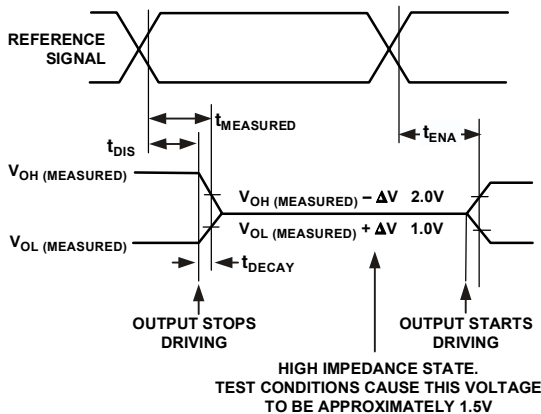 REFERENCE
SIGNAL
tMEASURED
tDIS
tENA
VOH (MEASURED)
VOH (MEASURED) – ΔV 2.0V
VOL (MEASURED) + ΔV 1.0V
VOL (MEASURED)
tDECAY
OUTPUT STOPS
DRIVING
OUTPUT STARTS
DRIVING
HIGH IMPEDANCE STATE.
TEST CONDITIONS CAUSE THIS VOLTAGE
TO BE APPROXIMATELY 1.5V